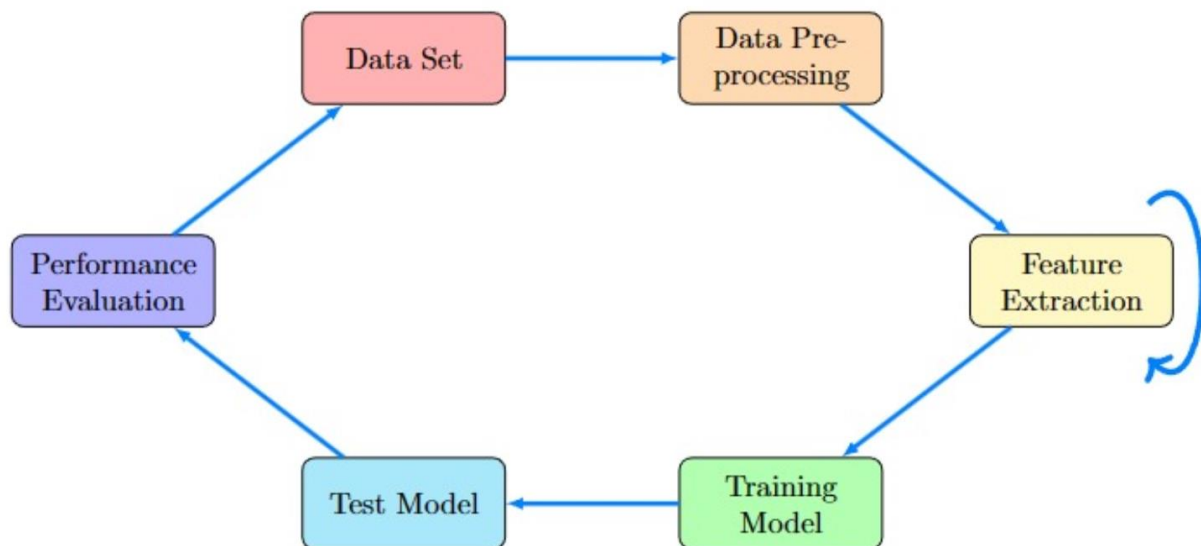 Data Set
Data Pre-
processing
Feature
Extraction
Training
Model
Test Model
Performance
Evaluation